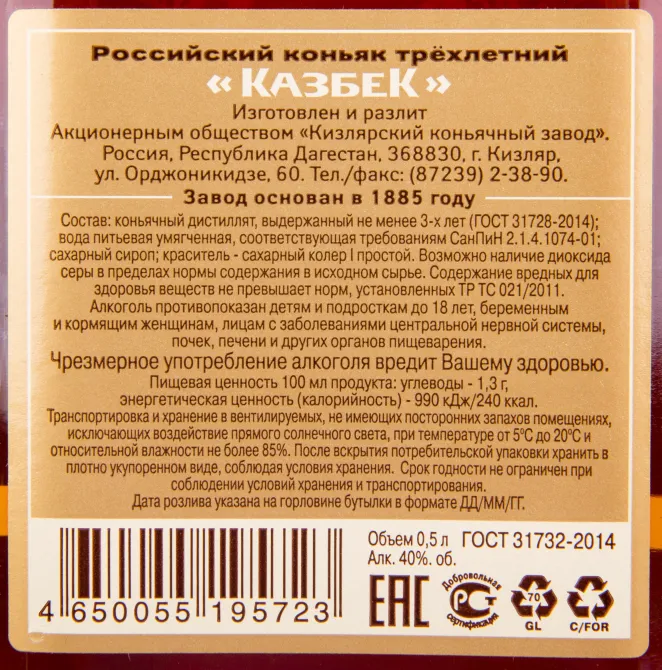 Российский коньяк трёхлетний
«КАЗБЕК»
Изготовлен и разлит
Акционерным обществом «Кизлярский коньячный завод».
Россия, Республика Дагестан, 368830, г. Кизляр,
ул. Орджоникидзе, 60. Тел./факс: (87239) 2-38-90.
Завод основан в 1885 году
Состав: коньячный дистиллят, выдержанный не менее 3-х лет (ГОСТ 31728-2014);
вода питьевая умягченная, соответствующая требованиям СанПиН 2.1.4.1074-01;
сахарный сироп; краситель - сахарный колер I простой. Возможно наличие диоксида
серы в пределах нормы содержания в исходном сырье. Содержание вредных для
здоровья веществ не превышает норм, установленных ТР ТС 021/2011.
Алкоголь противопоказан детям и подросткам до 18 лет, беременным
и кормящим женщинам, лицам с заболеваниями центральной нервной системы,
почек, печени и других органов пищеварения.
Чрезмерное употребление алкоголя вредит Вашему здоровью.
Пищевая ценность 100 мл продукта: углеводы - 1,3 г,
энергетическая ценность (калорийность) - 990 кДж/240 ккал.
Транспортировка и хранение в вентилируемых, не имеющих посторонних запахов помещениях,
исключающих воздействие прямого солнечного света, при температуре от 5°С до 20°С и
относительной влажности не более 85%. После вскрытия потребительской упаковки хранить в
плотно укупоренном виде, соблюдая условия хранения. Срок годности не ограничен при
соблюдении условий хранения и транспортирования.
Дата розлива указана на горловине бутылки в формате ДД/ММ/ГГ.
Объем 0,5 л ГОСТ 31732-2014
Алк. 40% об.
4 650055 195723
ЕАС
Добровольная
РСТ
сертификация
70
GL
C/FOR